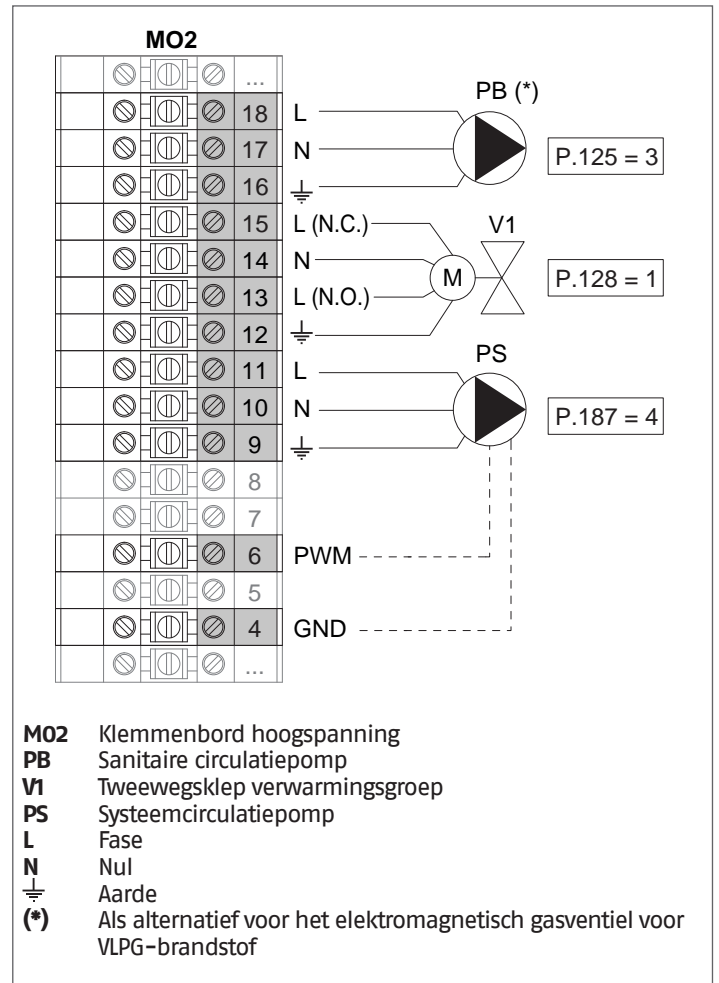 MO2
...
18 L
PB (*)
17 N
P.125 = 3
16 ⏚
15 L (N.C.)
V1
14 N
M
P.128 = 1
13 L (N.O.)
12 ⏚
PS
11 L
10 N
P.187 = 4
9 ⏚
8
7
6 PWM
5
4 GND
...
M02 Klemmenbord hoogspanning
PB Sanitaire circulatiepomp
V1 Tweewegsklep verwarmingsgroep
PS Systeemcirculatiepomp
L Fase
N Nul
⏚ Aarde
(*) Als alternatief voor het elektromagnetisch gasventiel voor
VLPG-brandstof